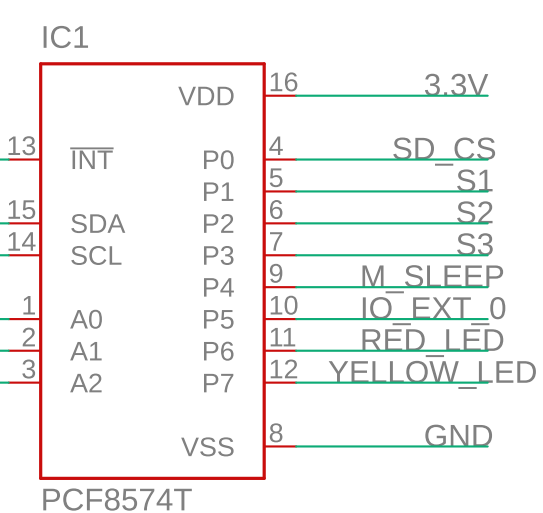 IC1
VDD 16 3.3V
13 INT P0 4 SD_CS
P1 5 S1
15 SDA P2 6 S2
14 SCL P3 7 S3
P4 9 M_SLEEP
1 A0 P5 10 IO_EXT_0
2 A1 P6 11 RED_LED
3 A2 P7 12 YELLOW_LED
VSS 8 GND
PCF8574T